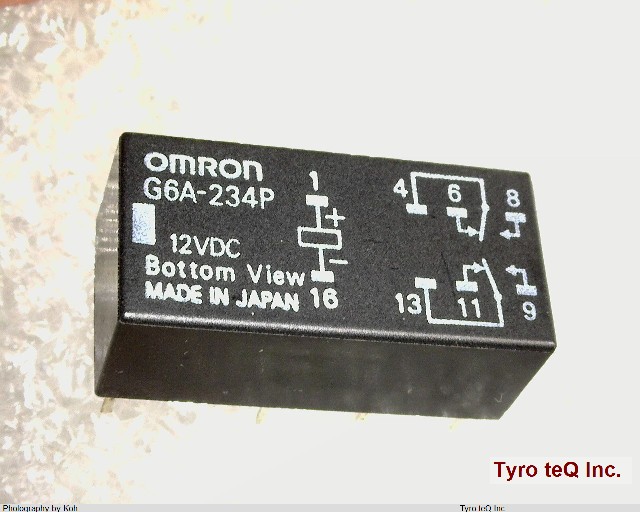 OMRON
G6A-234P
12VDC
Bottom View
MADE IN JAPAN
1
+
−
16
4 6 8
13 11 9
Tyro teQ Inc.
Photography by Koh
Tyro teQ Inc